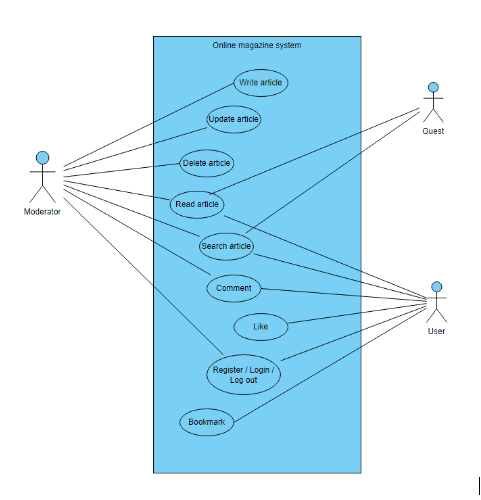 Online magazine system
Write article
Update article
Guest
Delete article
Moderator
Read article
Search article
Comment
Like
User
Register / Login /
Log out
Bookmark